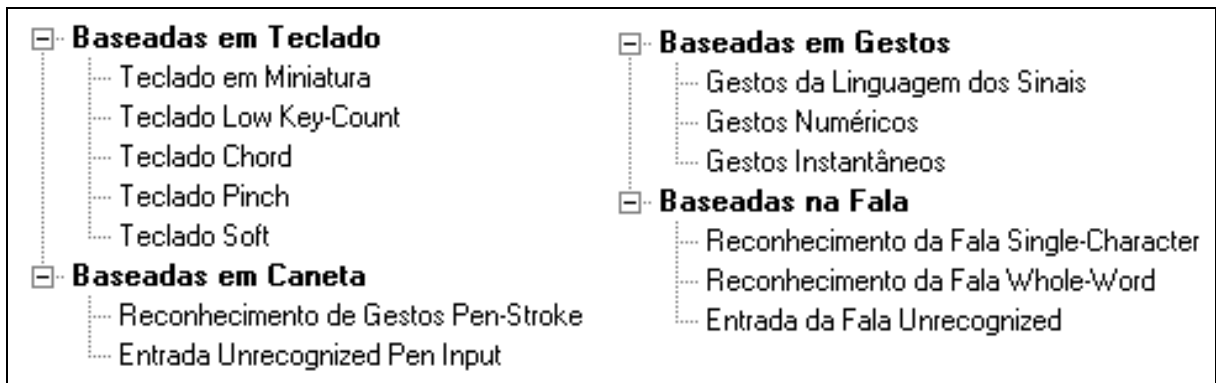 Baseadas em Teclado
Teclado em Miniatura
Teclado Low Key-Count
Teclado Chord
Teclado Pinch
Teclado Soft
Baseadas em Caneta
Reconhecimento de Gestos Pen-Stroke
Entrada Unrecognized Pen Input
Baseadas em Gestos
Gestos da Linguagem dos Sinais
Gestos Numéricos
Gestos Instantâneos
Baseadas na Fala
Reconhecimento da Fala Single-Character
Reconhecimento da Fala Whole-Word
Entrada da Fala Unrecognized